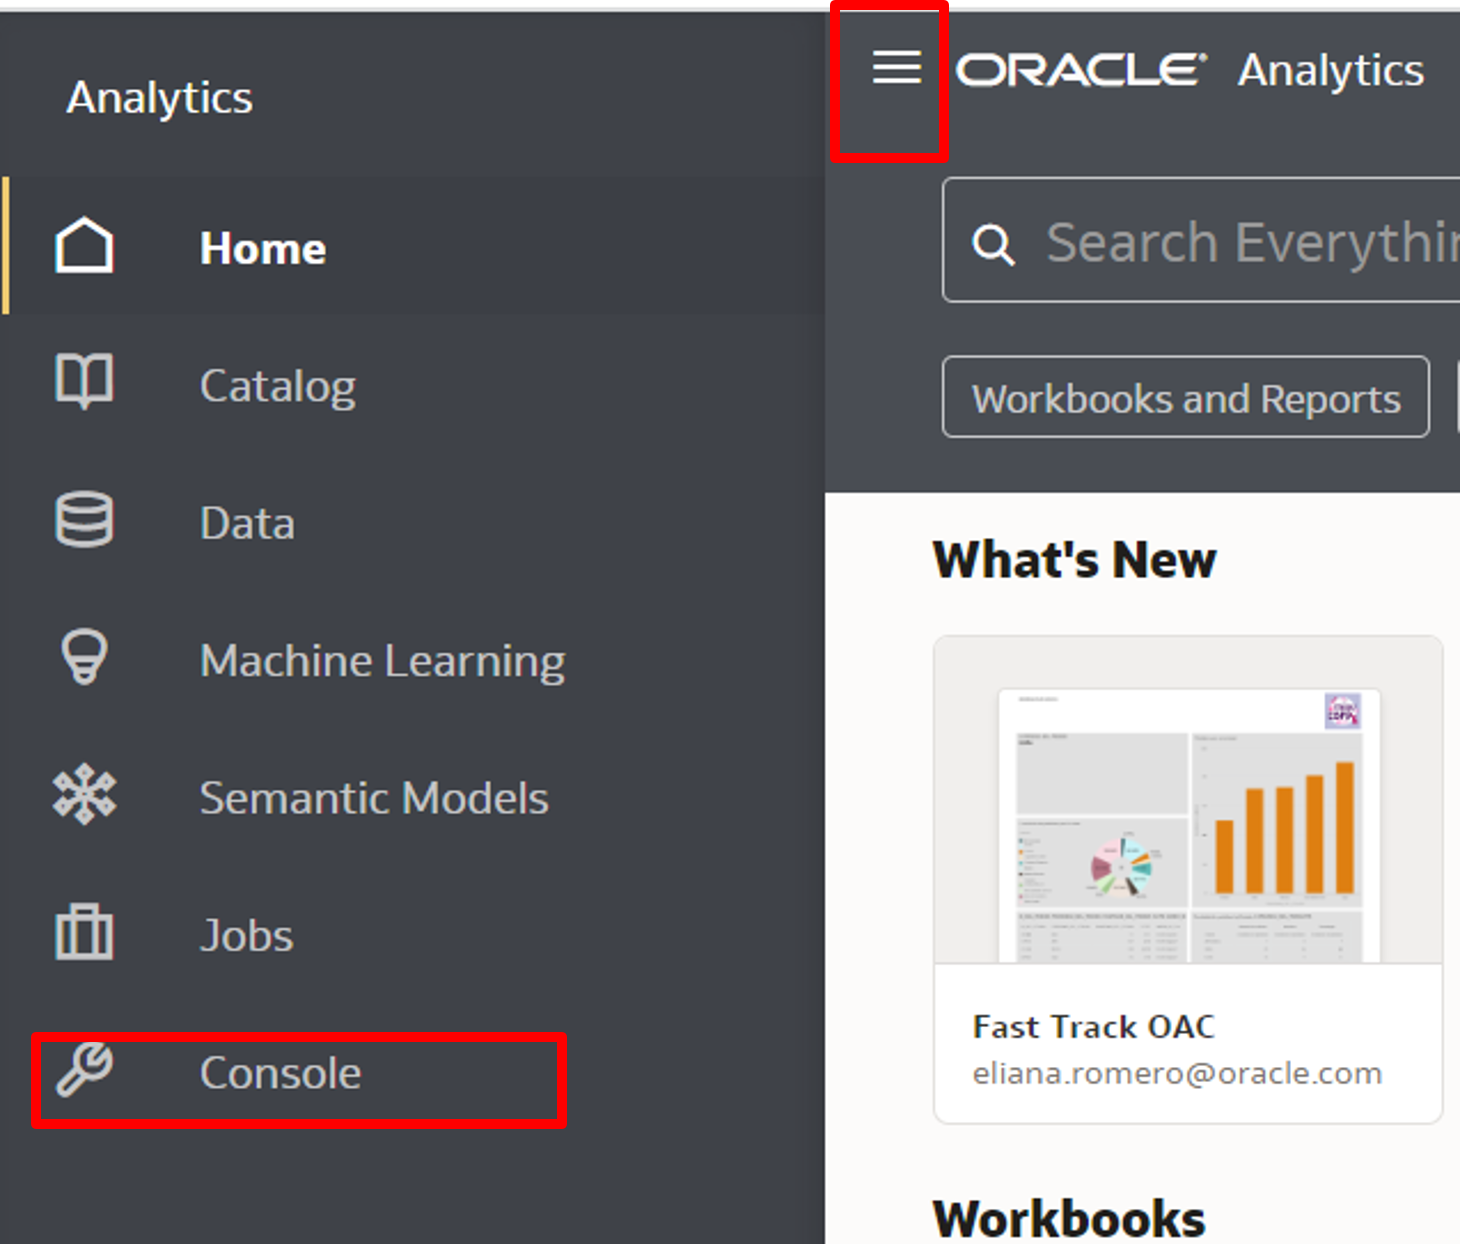 Analytics
Home
Catalog
Data
Machine Learning
Semantic Models
Jobs
Console
ORACLE® Analytics
Search Everythin
Workbooks and Reports
What's New
Fast Track OAC
eliana.romero@oracle.com
Workbooks